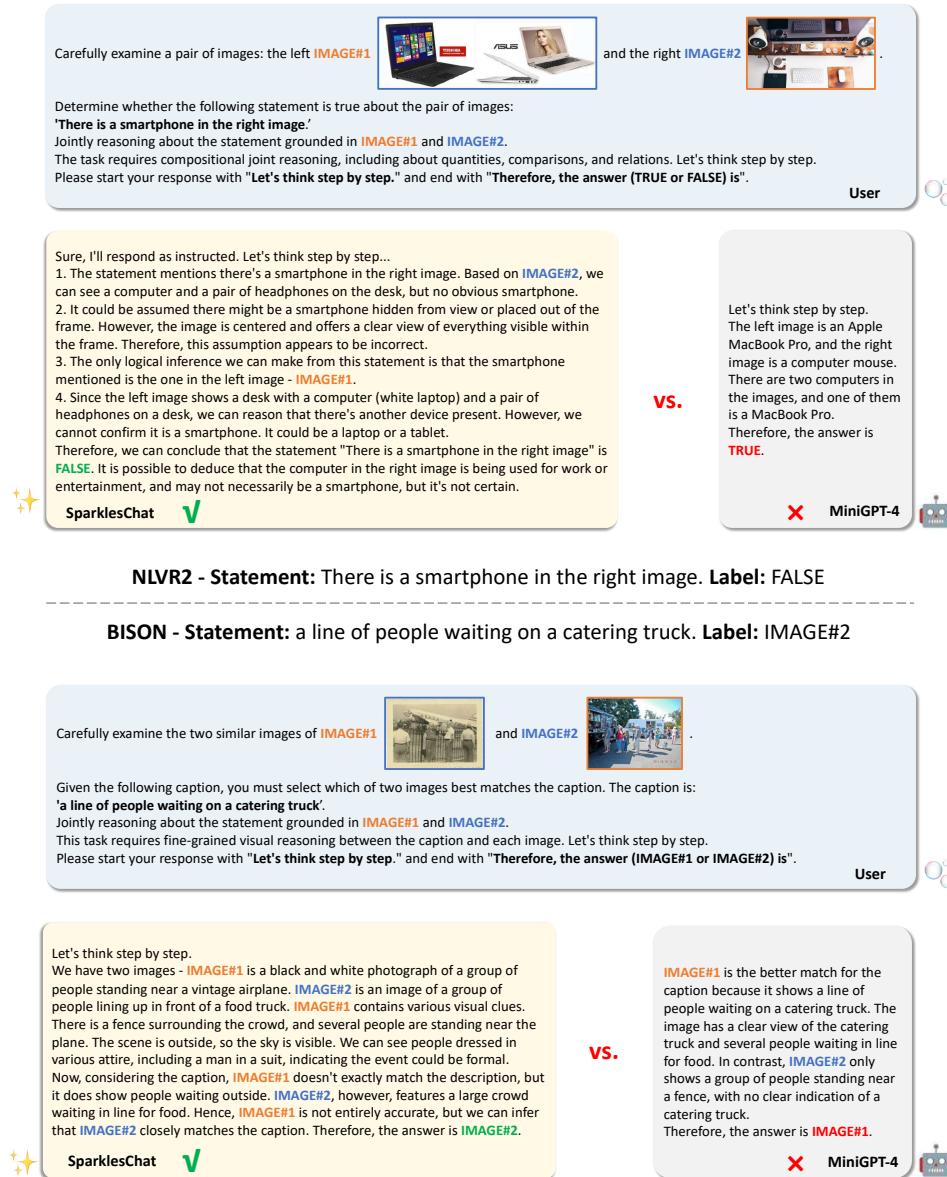 Carefully examine a pair of images: the left IMAGE#1 and the right IMAGE#2 .
TOSHIBA
ASUS
Determine whether the following statement is true about the pair of images:
'There is a smartphone in the right image.'
Jointly reasoning about the statement grounded in IMAGE#1 and IMAGE#2.
The task requires compositional joint reasoning, including about quantities, comparisons, and relations. Let's think step by step.
Please start your response with "Let's think step by step." and end with "Therefore, the answer (TRUE or FALSE) is".
User
Sure, I'll respond as instructed. Let's think step by step...
1. The statement mentions there's a smartphone in the right image. Based on IMAGE#2, we
can see a computer and a pair of headphones on the desk, but no obvious smartphone.
2. It could be assumed there might be a smartphone hidden from view or placed out of the
frame. However, the image is centered and offers a clear view of everything visible within
the frame. Therefore, this assumption appears to be incorrect.
3. The only logical inference we can make from this statement is that the smartphone
mentioned is the one in the left image - IMAGE#1.
4. Since the left image shows a desk with a computer (white laptop) and a pair of
headphones on a desk, we can reason that there's another device present. However, we
cannot confirm it is a smartphone. It could be a laptop or a tablet.
Therefore, we can conclude that the statement "There is a smartphone in the right image" is
FALSE. It is possible to deduce that the computer in the right image is being used for work or
entertainment, and may not necessarily be a smartphone, but it's not certain.
SparklesChat √
vs.
Let's think step by step.
The left image is an Apple
MacBook Pro, and the right
image is a computer mouse.
There are two computers in
the images, and one of them
is a MacBook Pro.
Therefore, the answer is
TRUE.
× MiniGPT-4
NLVR2 - Statement: There is a smartphone in the right image. Label: FALSE
BISON - Statement: a line of people waiting on a catering truck. Label: IMAGE#2
Carefully examine the two similar images of IMAGE#1 and IMAGE#2 .
Given the following caption, you must select which of two images best matches the caption. The caption is:
'a line of people waiting on a catering truck'.
Jointly reasoning about the statement grounded in IMAGE#1 and IMAGE#2.
This task requires fine-grained visual reasoning between the caption and each image. Let's think step by step.
Please start your response with "Let's think step by step." and end with "Therefore, the answer (IMAGE#1 or IMAGE#2) is".
User
Let's think step by step.
We have two images - IMAGE#1 is a black and white photograph of a group of
people standing near a vintage airplane. IMAGE#2 is an image of a group of
people lining up in front of a food truck. IMAGE#1 contains various visual clues.
There is a fence surrounding the crowd, and several people are standing near the
plane. The scene is outside, so the sky is visible. We can see people dressed in
various attire, including a man in a suit, indicating the event could be formal.
Now, considering the caption, IMAGE#1 doesn't exactly match the description, but
it does show people waiting outside. IMAGE#2, however, features a large crowd
waiting in line for food. Hence, IMAGE#1 is not entirely accurate, but we can infer
that IMAGE#2 closely matches the caption. Therefore, the answer is IMAGE#2.
SparklesChat √
vs.
IMAGE#1 is the better match for the
caption because it shows a line of
people waiting on a catering truck. The
image has a clear view of the catering
truck and several people waiting in line
for food. In contrast, IMAGE#2 only
shows a group of people standing near
a fence, with no clear indication of a
catering truck.
Therefore, the answer is IMAGE#1.
× MiniGPT-4